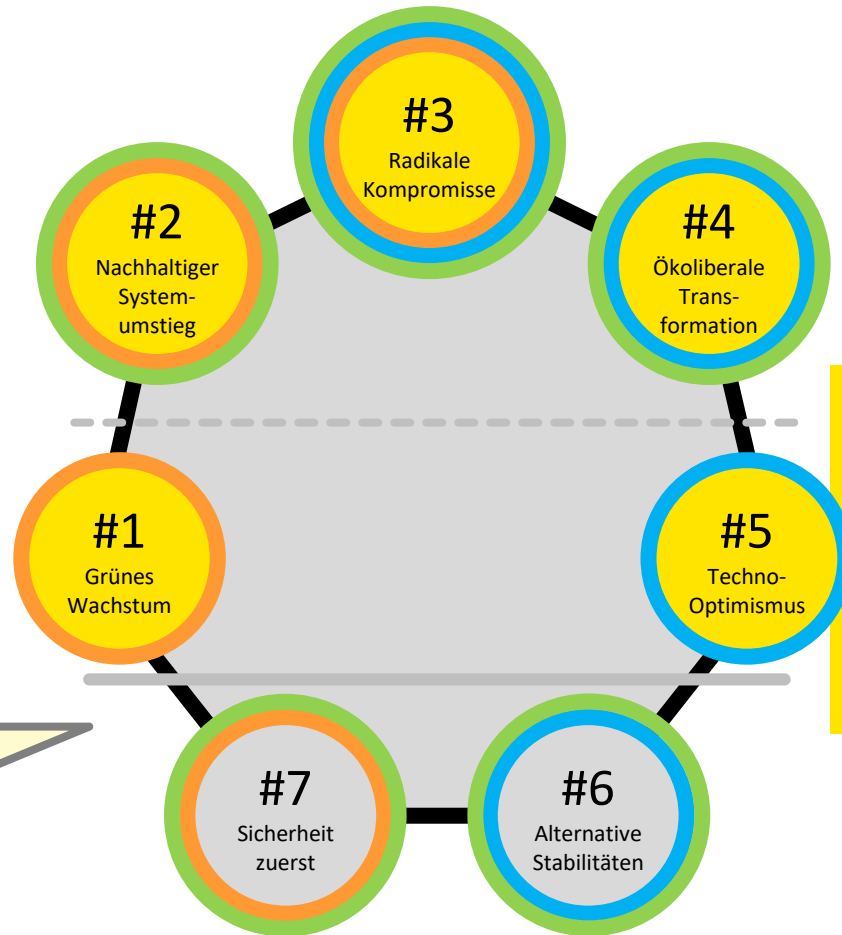 #3
Radikale
Kompromisse
#2
Nachhaltiger
System-
umstieg
#4
Ökoliberale
Trans-
formation
#1
Grünes
Wachstum
#5
Techno-
Optimismus
#7
Sicherheit
zuerst
#6
Alternative
Stabilitäten